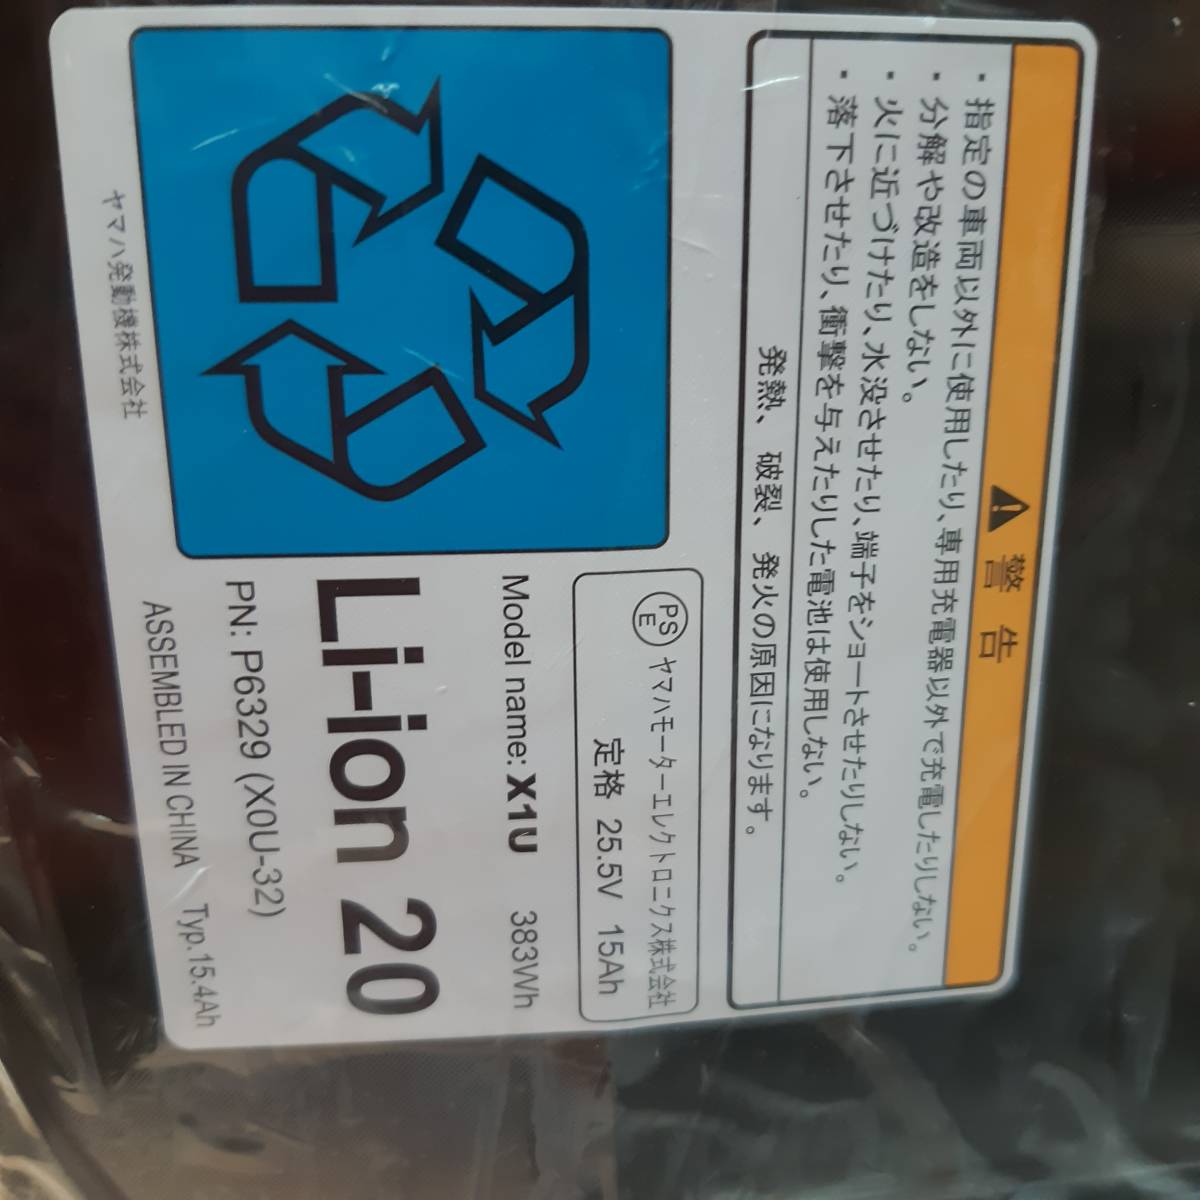 ⚠ 警告
・指定の車両以外に使用したり、専用充電器以外で充電したりしない。
・分解や改造をしない。
・火に近づけたり、水没させたり、端子をショートさせたりしない。
・落下させたり、衝撃を与えたりした電池は使用しない。
発熱、破裂、発火の原因になります。
PS
E
ヤマハモーターエレクトロニクス株式会社
定格 25.5V 15Ah
Model name: X1U 383Wh
Li-ion 20
PN: P6329 (X0U-32)
ASSEMBLED IN CHINA Typ.15.4Ah
ヤマハ発動機株式会社